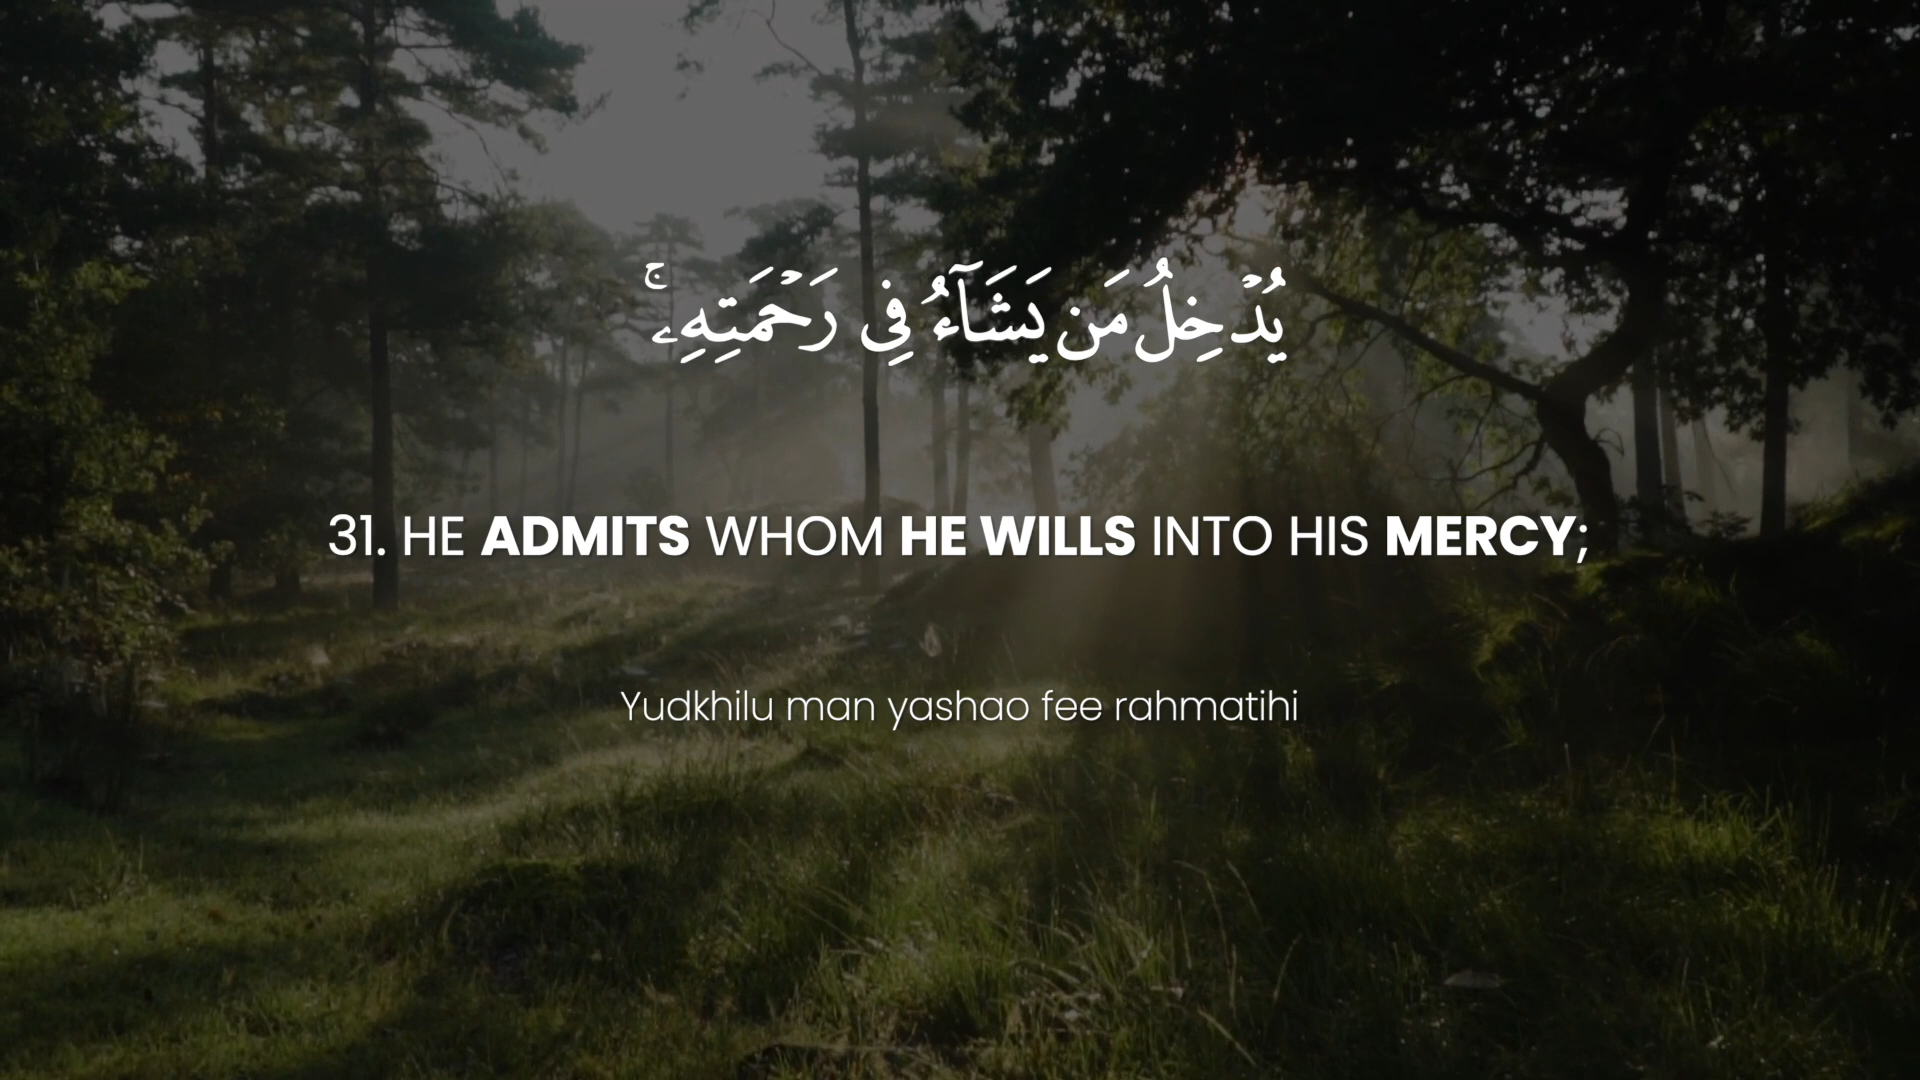 يُدْخِلُ مَن يَشَآءُ فِى رَحْمَتِهِۦ ۚ
31. HE ADMITS WHOM HE WILLS INTO HIS MERCY;
Yudkhilu man yashao fee rahmatihi